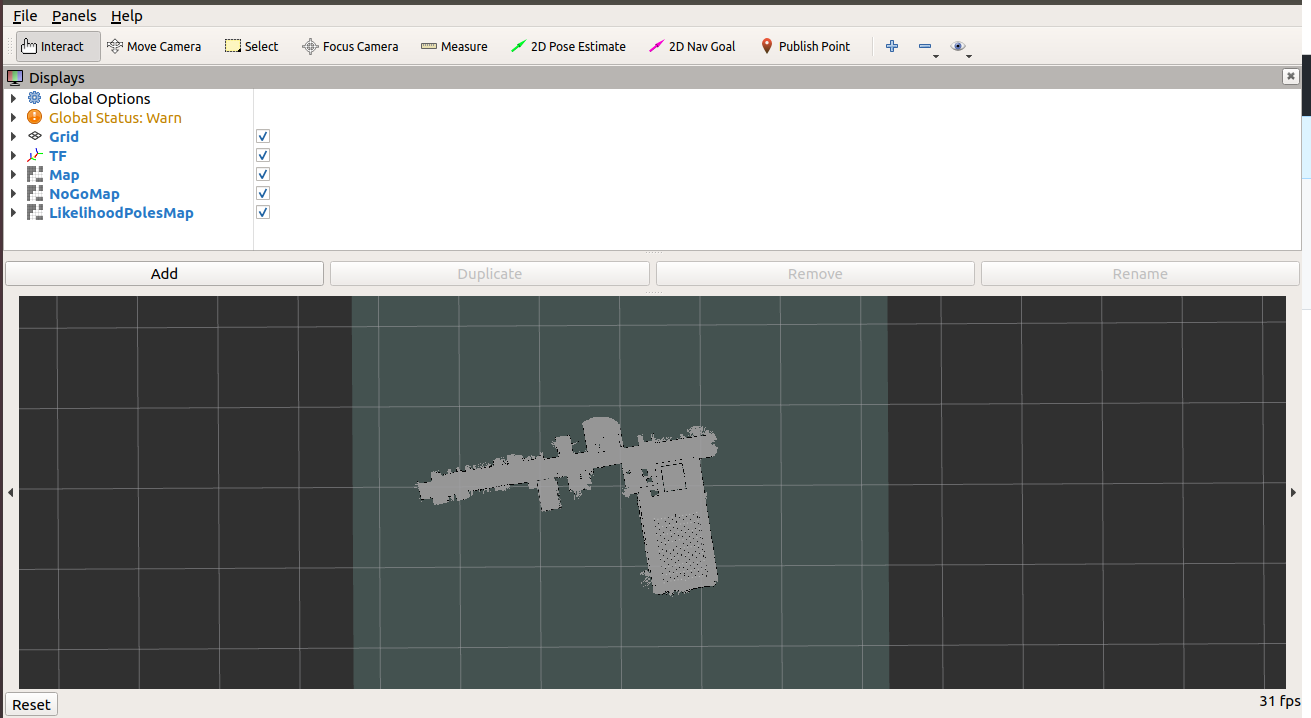 File Panels Help
Interact Move Camera Select Focus Camera Measure 2D Pose Estimate 2D Nav Goal Publish Point
Displays
Global Options
Global Status: Warn
Grid
TF
Map
NoGoMap
LikelihoodPolesMap
Add Duplicate Remove Rename
Reset 31 fps